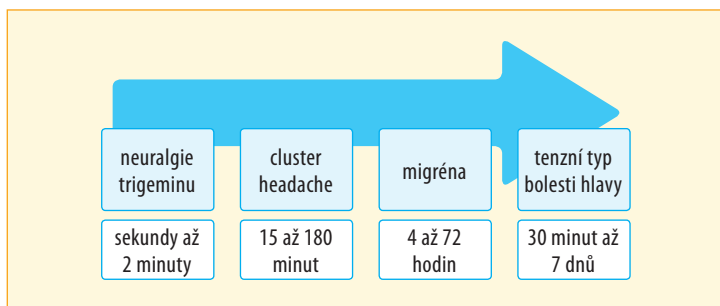 neuralgie
trigeminu
cluster
headache
migréna
tenzní typ
bolesti hlavy
sekundy až
2 minuty
15 až 180
minut
4 až 72
hodin
30 minut až
7 dnů